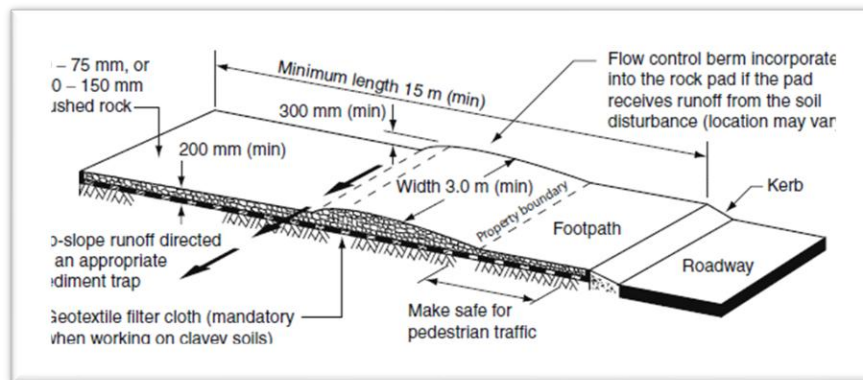 – 75 mm, or
0 – 150 mm
ushed rock
Minimum length 15 m (min)
300 mm (min)
200 mm (min)
Flow control berm incorporate
into the rock pad if the pad
receives runoff from the soil
disturbance (location may vary
Width 3.0 m (min)
Property boundary
Kerb
Footpath
Roadway
o-slope runoff directed
an appropriate
ediment trap
Geotextile filter cloth (mandatory
when working on clayey soils)
Make safe for
pedestrian traffic